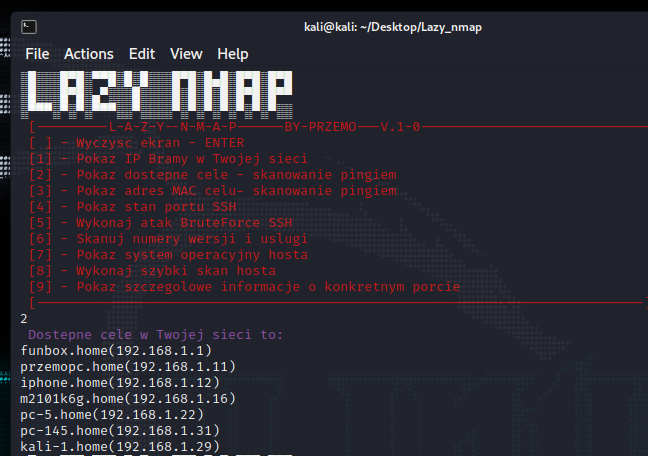 kali@kali: ~/Desktop/Lazy_nmap
File Actions Edit View Help
LAZY NMAP
[————————L-A-Z-Y--N-M-A-P——————BY-PRZEMO———V.1-0————————————————————————————
[ ] - Wyczysc ekran - ENTER
[1] - Pokaz IP Bramy w Twojej sieci
[2] - Pokaz dostepne cele - skanowanie pingiem
[3] - Pokaz adres MAC celu- skanowanie pingiem
[4] - Pokaz stan portu SSH
[5] - Wykonaj atak BruteForce SSH
[6] - Skanuj numery wersji i uslugi
[7] - Pokaz system operacyjny hosta
[8] - Wykonaj szybki skan hosta
[9] - Pokaz szczegolowe informacje o konkretnym porcie
[————————————————————————————————————————————————————————————————————————————]
2
Dostepne cele w Twojej sieci to:
funbox.home(192.168.1.1)
przemopc.home(192.168.1.11)
iphone.home(192.168.1.12)
m2101k6g.home(192.168.1.16)
pc-5.home(192.168.1.22)
pc-145.home(192.168.1.31)
kali-1.home(192.168.1.29)